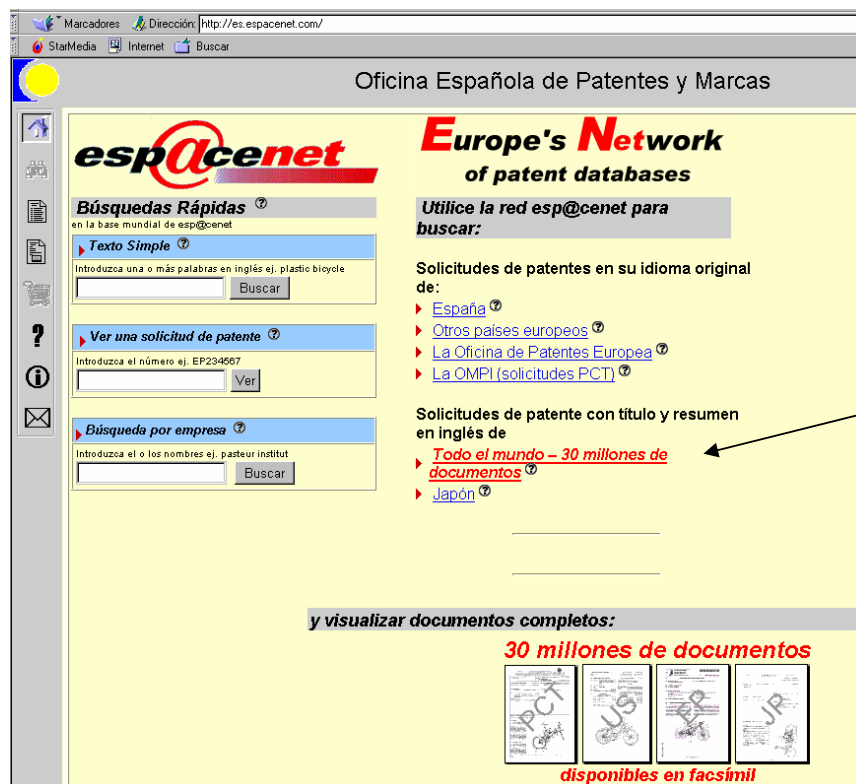 Marcadores Dirección: http://es.espacenet.com/
StarMedia Internet Buscar
Oficina Española de Patentes y Marcas
esp@cenet
Europe's Network
of patent databases
Búsquedas Rápidas ?
en la base mundial de esp@cenet
Texto Simple ?
Introduzca una o más palabras en inglés ej. plastic bicycle
Buscar
Ver una solicitud de patente ?
Introduzca el número ej. EP234567
Ver
Búsqueda por empresa ?
Introduzca el o los nombres ej. pasteur institut
Buscar
Utilice la red esp@cenet para
buscar:
Solicitudes de patentes en su idioma original
de:
España ?
Otros países europeos ?
La Oficina de Patentes Europea ?
La OMPI (solicitudes PCT) ?
Solicitudes de patente con título y resumen
en inglés de
Todo el mundo – 30 millones de
documentos ?
Japón ?
y visualizar documentos completos:
30 millones de documentos
PCT US EP JP
disponibles en facsímil